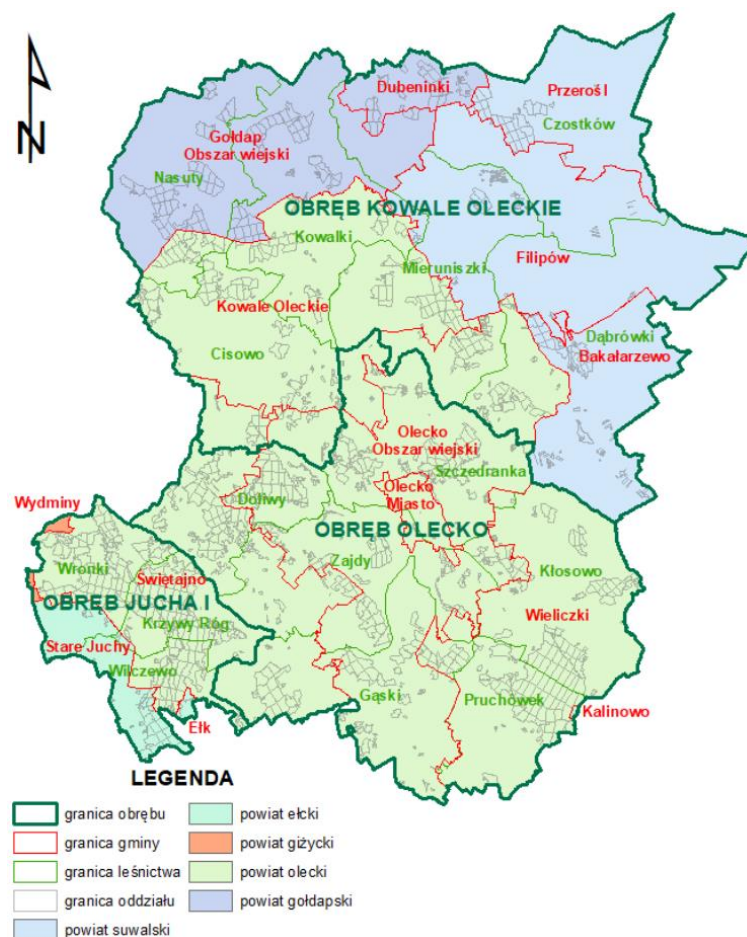 N
Dubeninki
Przerośl
Czostków
Gołdap
Obszar wiejski
Nasuty
OBRĘB KOWALE OLECKIE
Kowalki
Filipów
Mieruniszki
Kowale Oleckie
Dąbrówki
Bakałarzewo
Cisowo
Olecko
Obszar wiejski
Szczedranka
Olecko
Miasto
Doliwy
Wydminy
OBRĘB OLECKO
Zajdy
Wronki
Świętajno
Kłosowo
OBRĘB JUCHA I
Wieliczki
Krzywy Róg
Stare Juchy
Wilczewo
Gąski
Pruchówek
Kalinowo
Ełk
LEGENDA
granica obrębu
powiat ełcki
granica gminy
powiat giżycki
granica leśnictwa
powiat olecki
granica oddziału
powiat gołdapski
powiat suwalski